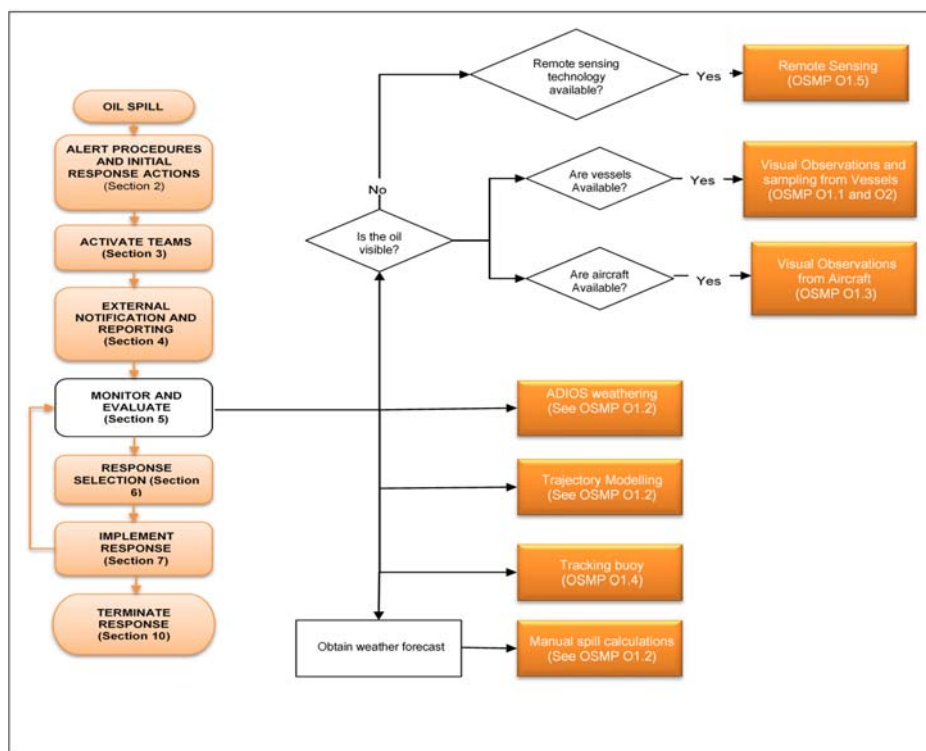 OIL SPILL
ALERT PROCEDURES
AND INITIAL
RESPONSE ACTIONS
(Section 2)
ACTIVATE TEAMS
(Section 3)
EXTERNAL
NOTIFICATION AND
REPORTING
(Section 4)
MONITOR AND
EVALUATE
(Section 5)
RESPONSE
SELECTION (Section
6)
IMPLEMENT
RESPONSE
(Section 7)
TERMINATE
RESPONSE
(Section 10)
Remote sensing
technology
available?
Yes
Remote Sensing
(OSMP O1.5)
No
Is the oil
visible?
Are vessels
Available?
Yes
Visual Observations and
sampling from Vessels
(OSMP O1.1 and O2)
Are aircraft
Available?
Yes
Visual Observations
from Aircraft
(OSMP O1.3)
ADIOS weathering
(See OSMP O1.2)
Trajectory Modelling
(See OSMP O1.2)
Tracking buoy
(OSMP O1.4)
Obtain weather forecast
Manual spill calculations
(See OSMP O1.2)